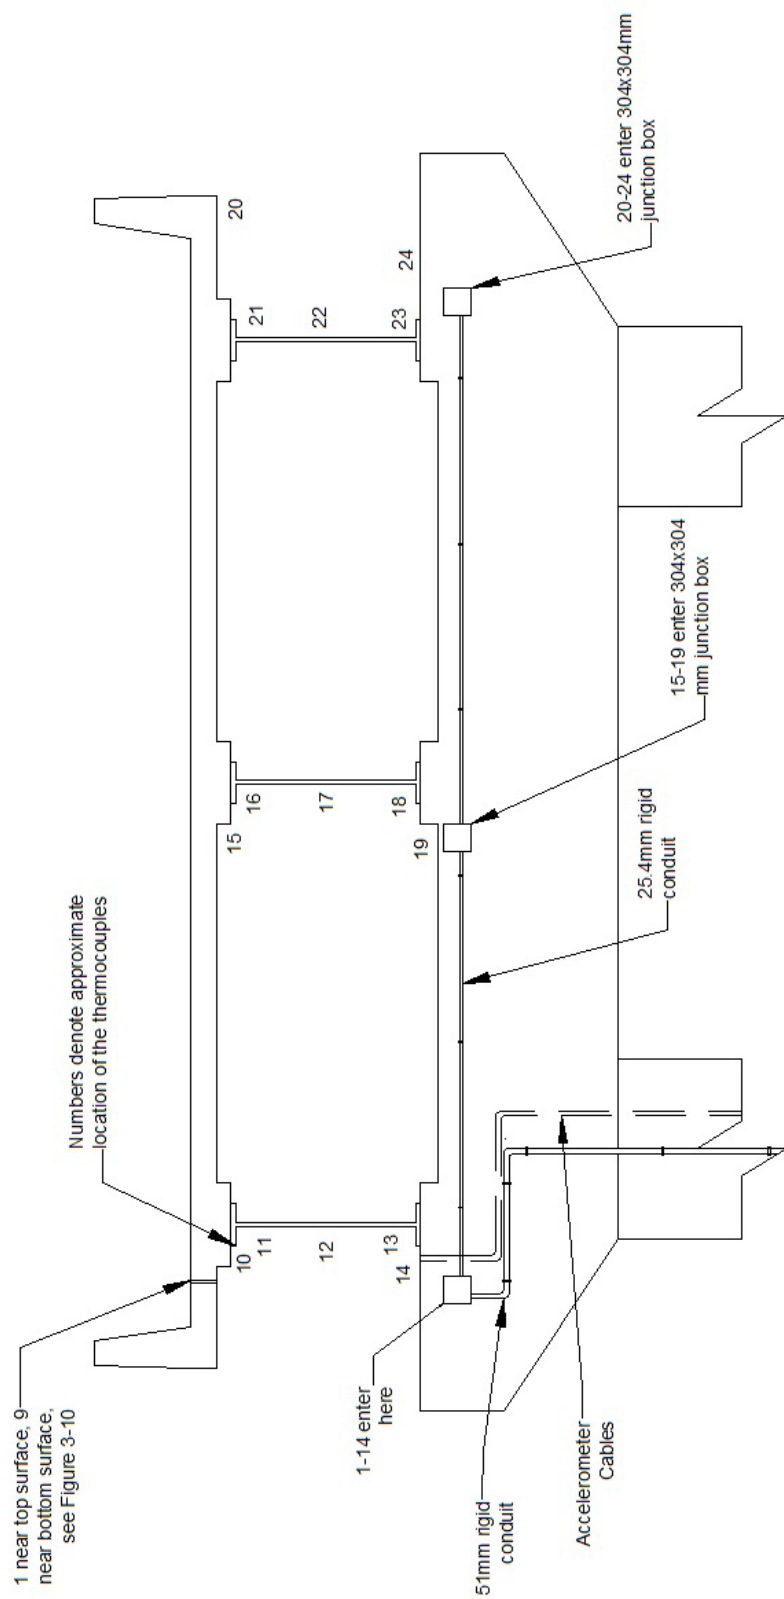 1 near top surface, 9
near bottom surface,
see Figure 3-10
Numbers denote approximate
location of the thermocouples
10
11
12
13
14
15
16
17
18
19
20
21
22
23
24
1-14 enter
here
51mm rigid
conduit
Accelerometer
Cables
25.4mm rigid
conduit
15-19 enter 304x304
mm junction box
20-24 enter 304x304mm
junction box